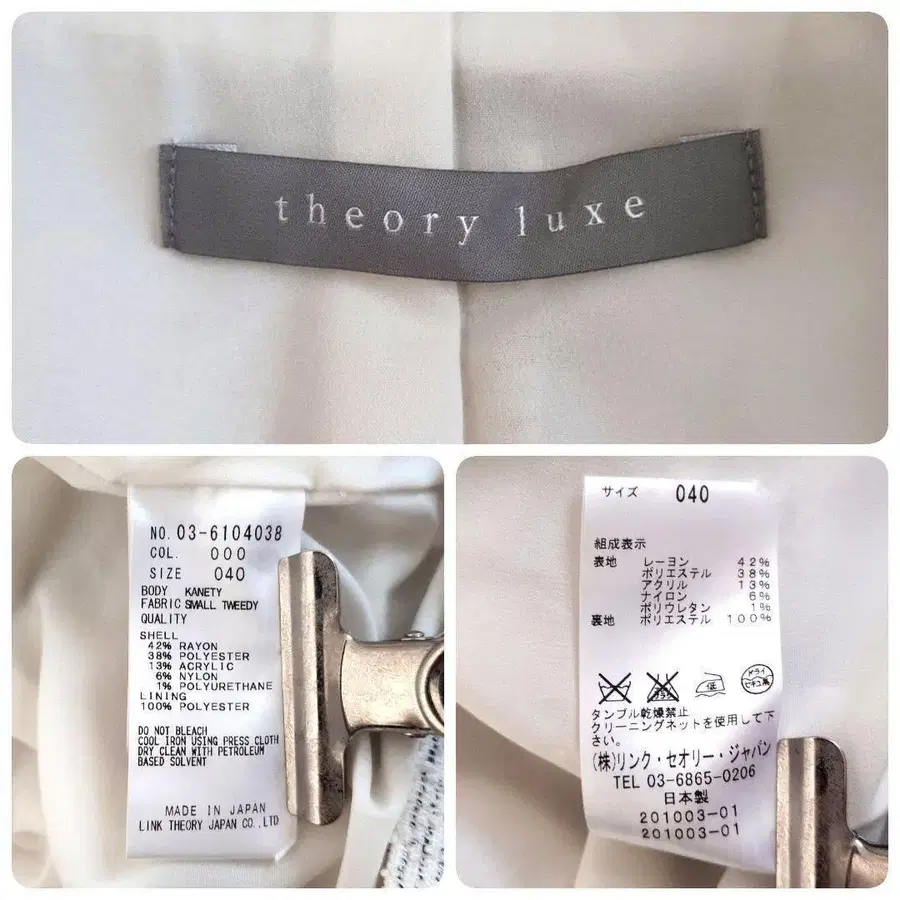 theory luxe
NO. 03-6104038
COL. 000
SIZE 040
BODY KANETY
FABRIC SMALL TWEEDY
QUALITY
SHELL
42% RAYON
38% POLYESTER
13% ACRYLIC
6% NYLON
1% POLYURETHANE
LINING
100% POLYESTER
DO NOT BLEACH
COOL IRON USING PRESS CLOTH
DRY CLEAN WITH PETROLEUM
BASED SOLVENT
MADE IN JAPAN
LINK THEORY JAPAN CO.,LTD
サイズ 040
組成表示
表地 レーヨン 42%
ポリエステル 38%
アクリル 13%
ナイロン 6%
ポリウレタン 1%
裏地 ポリエステル 100%
低 ドライ
タンブル乾燥禁止
クリーニングネットを使用して下
さい。
(株)リンク・セオリー・ジャパン
TEL 03-6865-0206
日本製
201003-01
201003-01